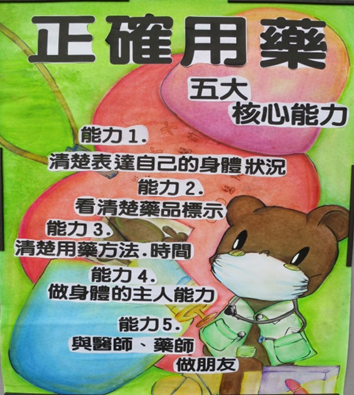 正確用藥
五大
核心能力
能力1.
清楚表達自己的身體狀況
能力2.
看清楚藥品標示
能力3.
清楚用藥方法.時間
能力4.
做身體的主人能力
能力5.
與醫師、藥師
做朋友